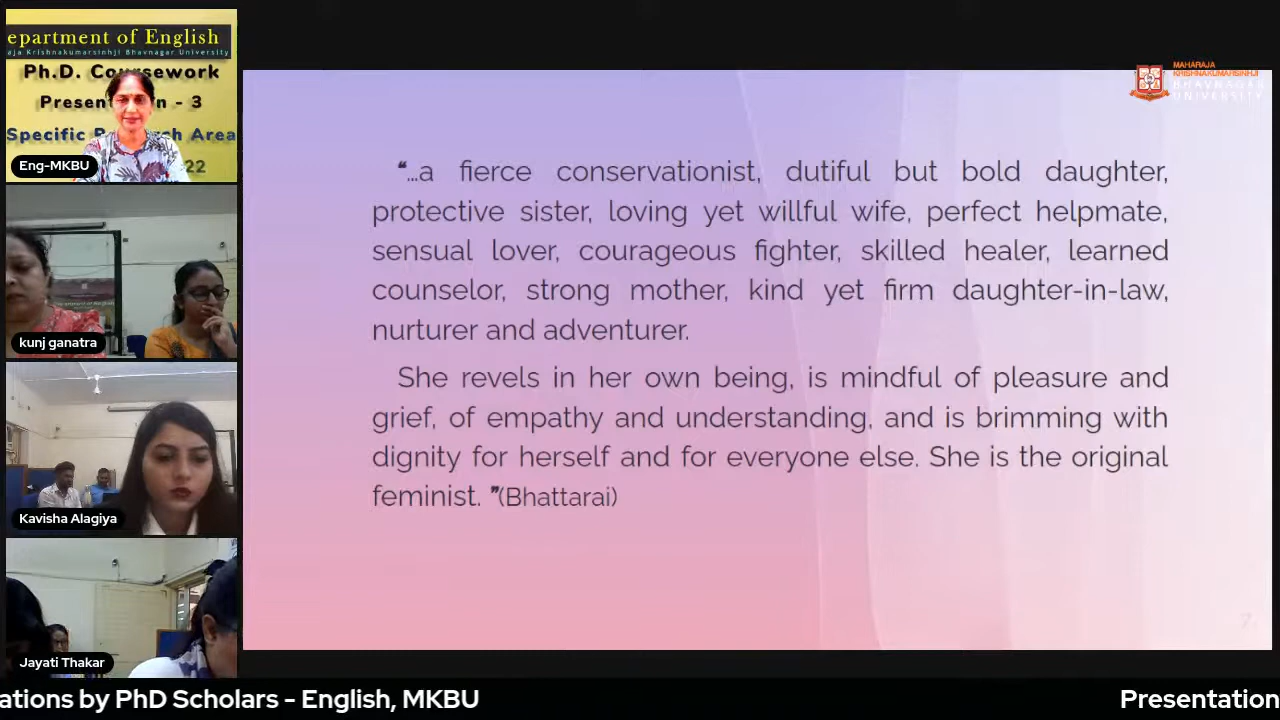 epartment of English
aja Krishnakumarsinhji Bhavnagar University
Ph.D. Coursework
Present n - 3
Specific R ch Area
22
Eng-MKBU
kunj ganatra
Kavisha Alagiya
Jayati Thakar
MAHARAJA
KRISHNAKUMARSINHJI
BHAVNAGAR
UNIVERSITY
❝…a fierce conservationist, dutiful but bold daughter,
protective sister, loving yet willful wife, perfect helpmate,
sensual lover, courageous fighter, skilled healer, learned
counselor, strong mother, kind yet firm daughter-in-law,
nurturer and adventurer.
She revels in her own being, is mindful of pleasure and
grief, of empathy and understanding, and is brimming with
dignity for herself and for everyone else. She is the original
feminist. ❞(Bhattarai)
7
ations by PhD Scholars - English, MKBU
Presentation